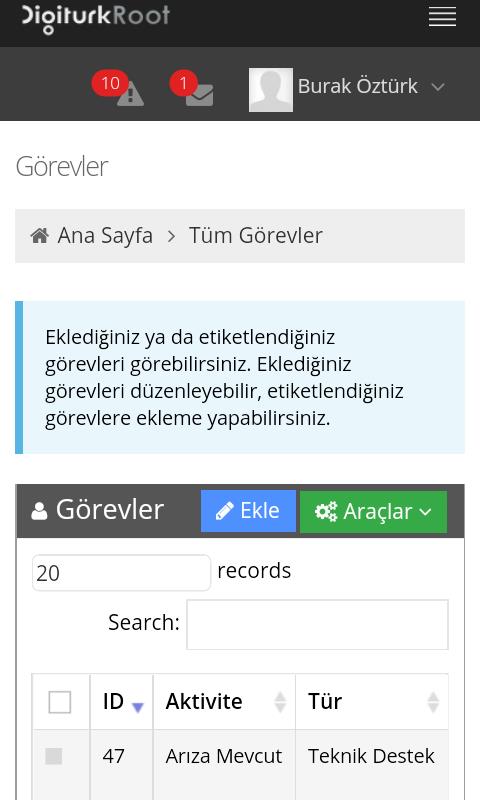 DigiturkRoot
10
1
Burak Öztürk
Görevler
Ana Sayfa > Tüm Görevler
Eklediğiniz ya da etiketlendiğiniz
görevleri görebilirsiniz. Eklediğiniz
görevleri düzenleyebilir, etiketlendiğiniz
görevlere ekleme yapabilirsiniz.
Görevler Ekle Araçlar
20 records
Search:
ID Aktivite Tür
47 Arıza Mevcut Teknik Destek